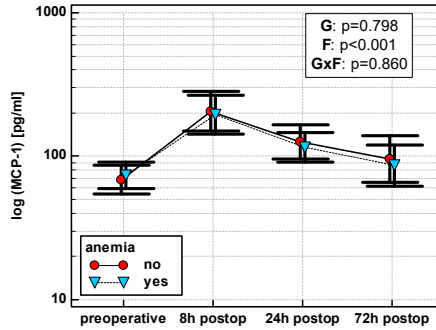 log (MCP-1) [pg/ml]
1000
100
10
G: p=0.798
F: p<0.001
GxF: p=0.860
anemia
no
yes
preoperative 8h postop 24h postop 72h postop